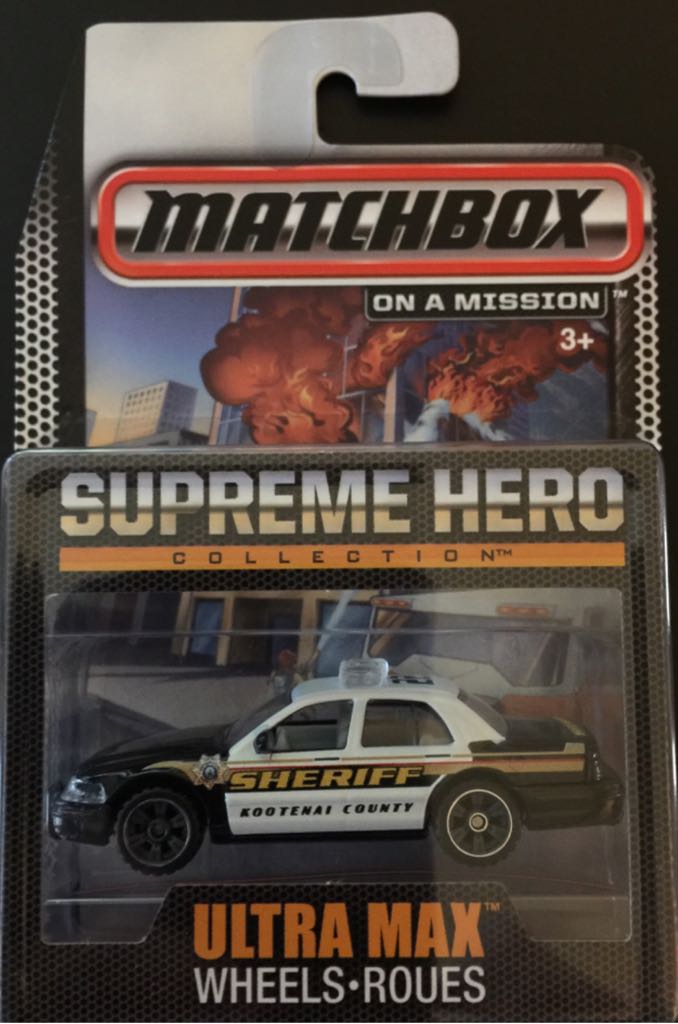 MATCHBOX
ON A MISSION™
3+
SUPREME HERO
COLLECTION™
SHERIFF
KOOTENAI COUNTY
ULTRA MAX™
WHEELS•ROUES